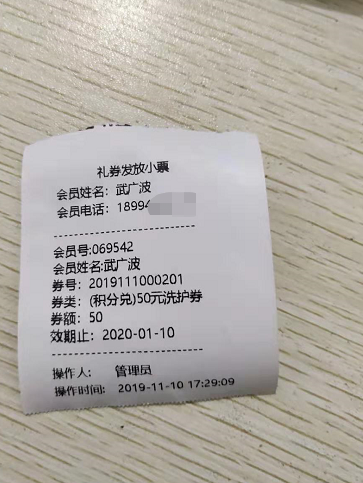 礼券发放小票
会员姓名：武广波
会员电话：18994
会员号:069542
会员姓名:武广波
券号：2019111000201
券类：(积分兑)50元洗护券
券额：50
效期止：2020-01-10
操作人： 管理员
操作时间： 2019-11-10 17:29:09